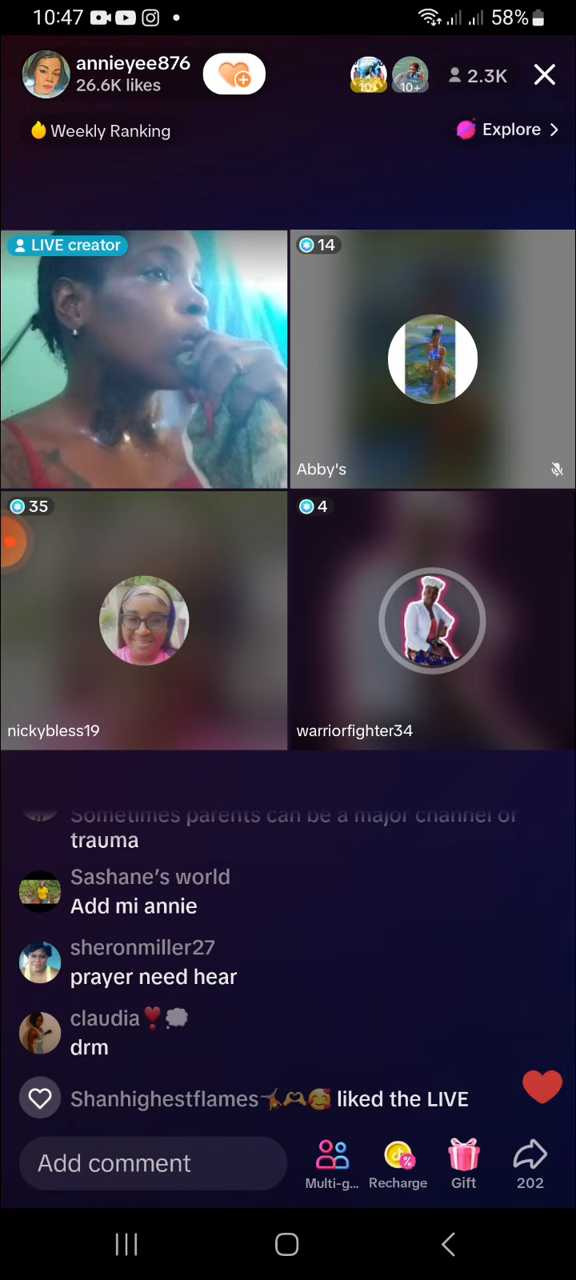 10:47
58%
annieyee876
26.6K likes
10+
10+
2.3K
Weekly Ranking
Explore
LIVE creator
14
Abby's
35
4
nickybless19
warriorfighter34
Sometimes parents can be a major channel of
trauma
Sashane's world
Add mi annie
sheronmiller27
prayer need hear
claudia❣️💭
drm
Shanhighestflames🤸🫶🥰 liked the LIVE
Add comment
Multi-g...
Recharge
Gift
202